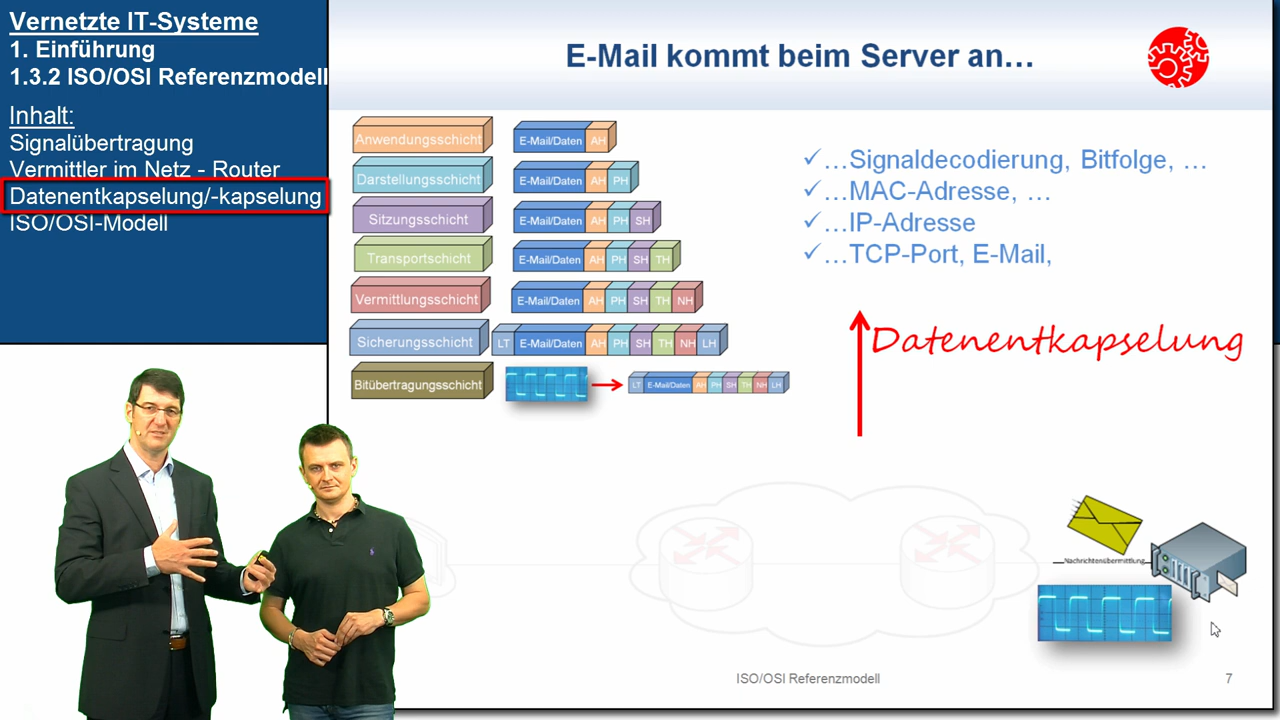 Vernetzte IT-Systeme
1. Einführung
1.3.2 ISO/OSI Referenzmodell
Inhalt:
Signalübertragung
Vermittler im Netz - Router
Datenentkapselung/-kapselung
ISO/OSI-Modell
E-Mail kommt beim Server an…
Anwendungsschicht E-Mail/Daten AH
Darstellungsschicht E-Mail/Daten AH PH
Sitzungsschicht E-Mail/Daten AH PH SH
Transportschicht E-Mail/Daten AH PH SH TH
Vermittlungsschicht E-Mail/Daten AH PH SH TH NH
Sicherungsschicht LT E-Mail/Daten AH PH SH TH NH LH
Bitübertragungsschicht LT E-Mail/Daten AH PH SH TH NH LH
✓…Signaldecodierung, Bitfolge, …
✓…MAC-Adresse, …
✓…IP-Adresse
✓…TCP-Port, E-Mail,
Datenentkapselung
Nachrichtenübermittlung
ISO/OSI Referenzmodell
7